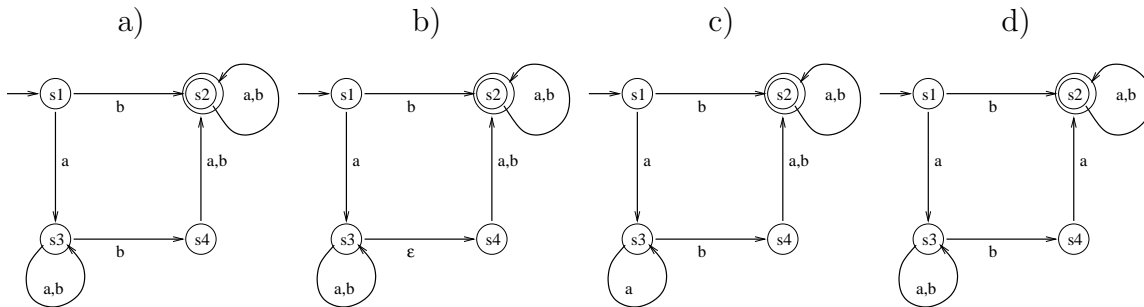 a) b) c) d)
s1 b s2 a,b s1 b s2 a,b s1 b s2 a,b s1 b s2 a,b
a a,b a a,b a a,b a a
s3 b s4 s3 ε s4 s3 b s4 s3 b s4
a,b a,b a a,b